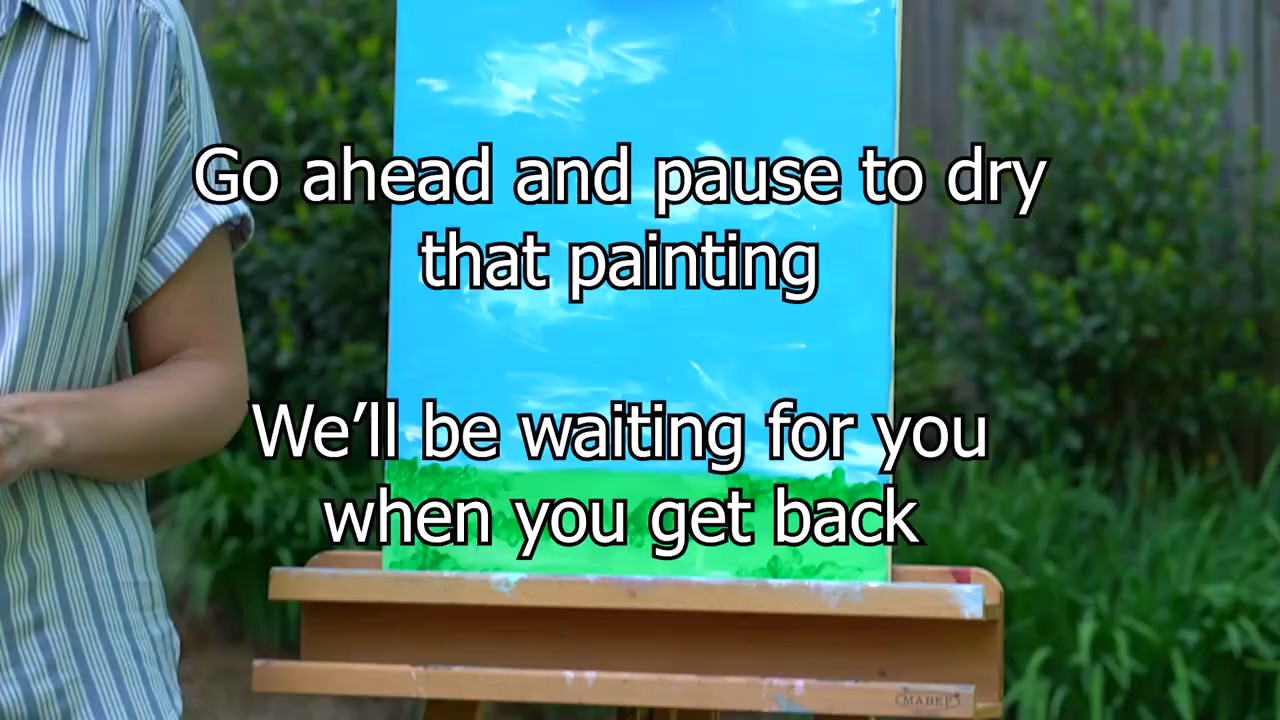 Go ahead and pause to dry
that painting
We’ll be waiting for you
when you get back
MABEF